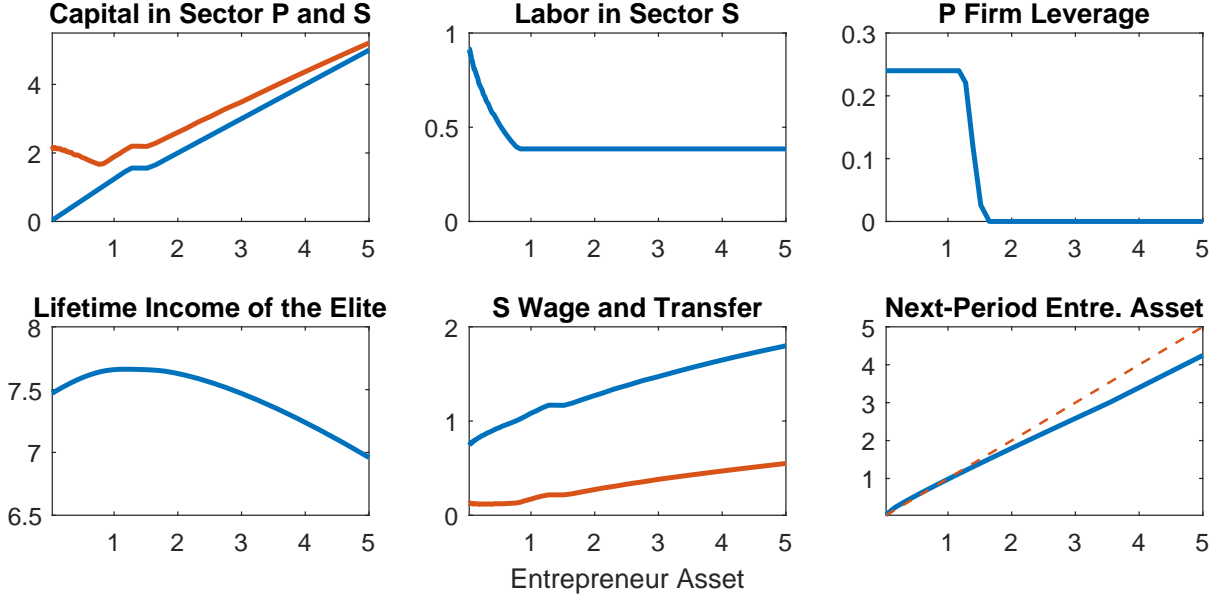 Capital in Sector P and S
4
2
0
1 2 3 4 5
Labor in Sector S
1
0.5
0
1 2 3 4 5
P Firm Leverage
0.3
0.2
0.1
0
1 2 3 4 5
Lifetime Income of the Elite
8
7.5
7
6.5
1 2 3 4 5
S Wage and Transfer
2
1
0
1 2 3 4 5
Entrepreneur Asset
Next-Period Entre. Asset
5
4
3
2
1
1 2 3 4 5